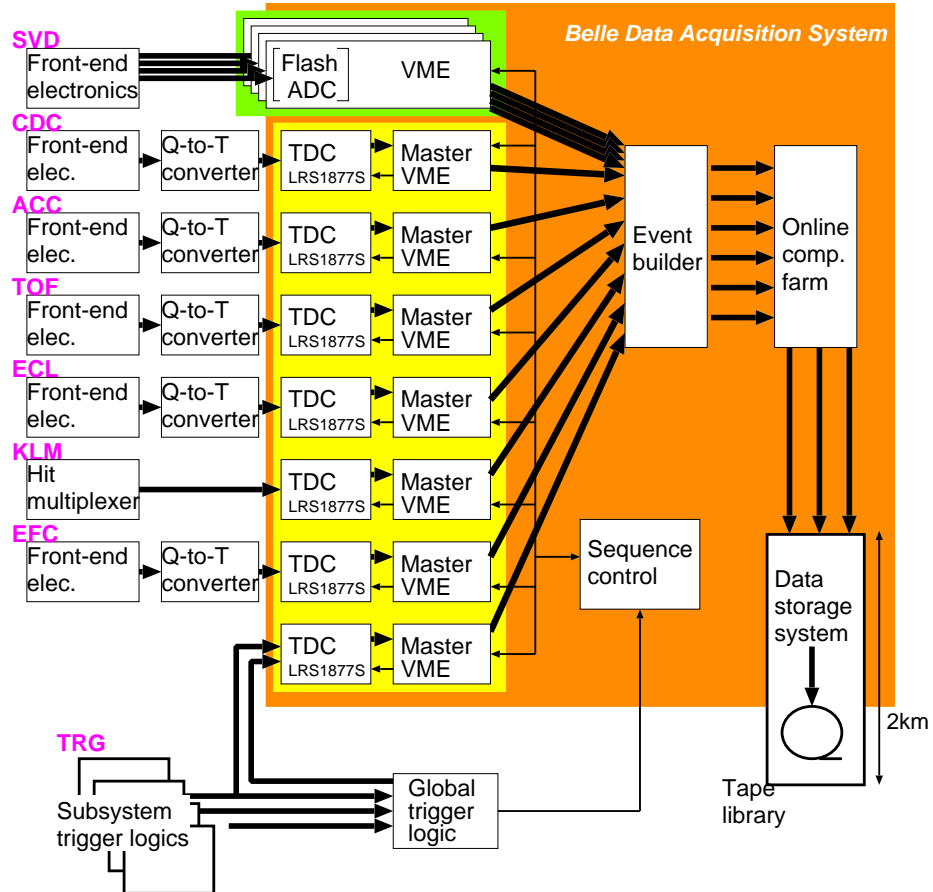 Belle Data Acquisition System
SVD
Front-end
electronics
Flash
ADC
VME
CDC
Front-end
elec.
Q-to-T
converter
TDC
LRS1877S
Master
VME
ACC
Front-end
elec.
Q-to-T
converter
TDC
LRS1877S
Master
VME
TOF
Front-end
elec.
Q-to-T
converter
TDC
LRS1877S
Master
VME
ECL
Front-end
elec.
Q-to-T
converter
TDC
LRS1877S
Master
VME
KLM
Hit
multiplexer
TDC
LRS1877S
Master
VME
EFC
Front-end
elec.
Q-to-T
converter
TDC
LRS1877S
Master
VME
TDC
LRS1877S
Master
VME
Event
builder
Online
comp.
farm
Sequence
control
Data
storage
system
2km
Tape
library
TRG
Subsystem
trigger logics
Global
trigger
logic